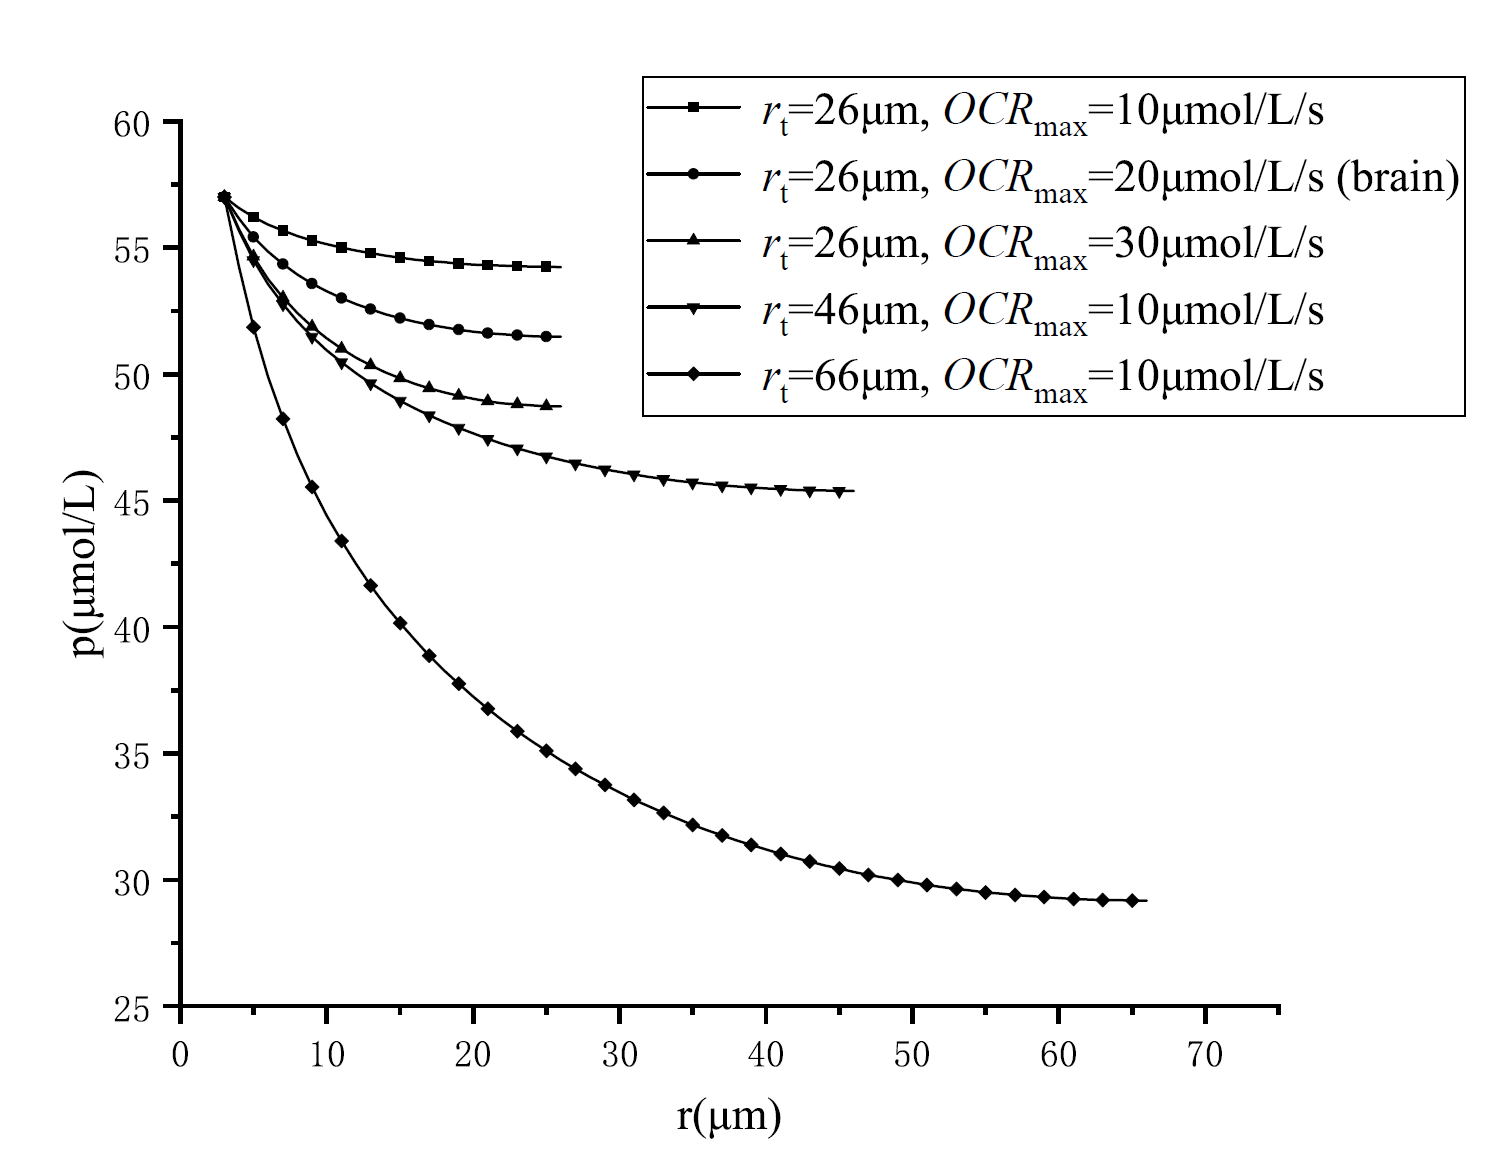 rt=26μm, OCRmax=10μmol/L/s
rt=26μm, OCRmax=20μmol/L/s (brain)
rt=26μm, OCRmax=30μmol/L/s
rt=46μm, OCRmax=10μmol/L/s
rt=66μm, OCRmax=10μmol/L/s
60
55
50
45
40
35
30
25
p(μmol/L)
0 10 20 30 40 50 60 70
r(μm)